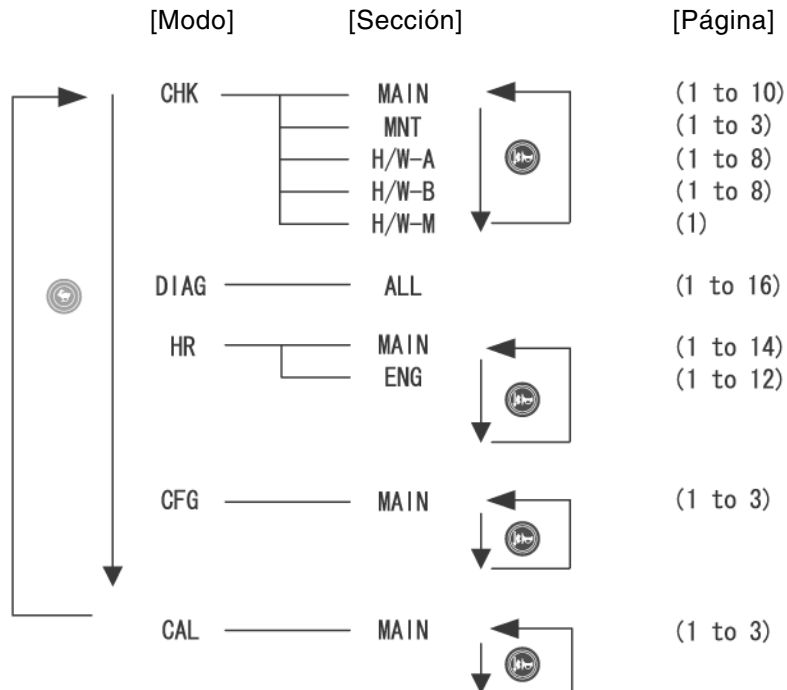 [Modo] [Sección] [Página]
CHK MAIN (1 to 10)
MNT (1 to 3)
H/W-A (1 to 8)
H/W-B (1 to 8)
H/W-M (1)
DIAG ALL (1 to 16)
HR MAIN (1 to 14)
ENG (1 to 12)
CFG MAIN (1 to 3)
CAL MAIN (1 to 3)